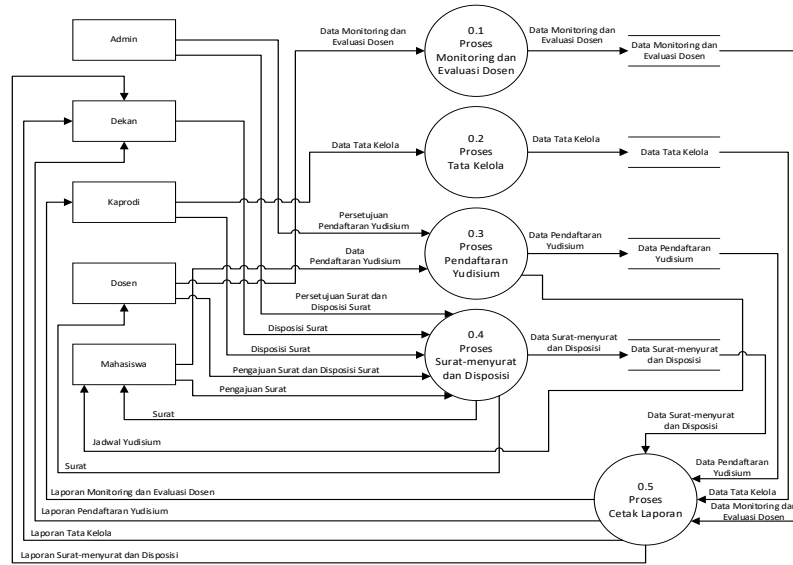 Admin
Dekan
Kaprodi
Dosen
Mahasiswa
Data Monitoring dan
Evaluasi Dosen
0.1
Proses
Monitoring dan
Evaluasi Dosen
Data Monitoring dan
Evaluasi Dosen
Data Monitoring dan
Evaluasi Dosen
Data Tata Kelola
0.2
Proses
Tata Kelola
Data Tata Kelola
Data Tata Kelola
Persetujuan
Pendaftaran Yudisium
Data
Pendaftaran Yudisium
0.3
Proses
Pendaftaran
Yudisium
Data Pendaftaran
Yudisium
Data Pendaftaran
Yudisium
Persetujuan Surat dan
Disposisi Surat
Disposisi Surat
Disposisi Surat
Pengajuan Surat dan Disposisi Surat
Pengajuan Surat
0.4
Proses
Surat-menyurat
dan Disposisi
Data Surat-menyurat
dan Disposisi
Data Surat-menyurat
dan Disposisi
Surat
Jadwal Yudisium
Surat
Data Surat-menyurat
dan Disposisi
Data Pendaftaran
Yudisium
Data Tata Kelola
Data Monitoring dan
Evaluasi Dosen
0.5
Proses
Cetak Laporan
Laporan Monitoring dan Evaluasi Dosen
Laporan Pendaftaran Yudisium
Laporan Tata Kelola
Laporan Surat-menyurat dan Disposisi